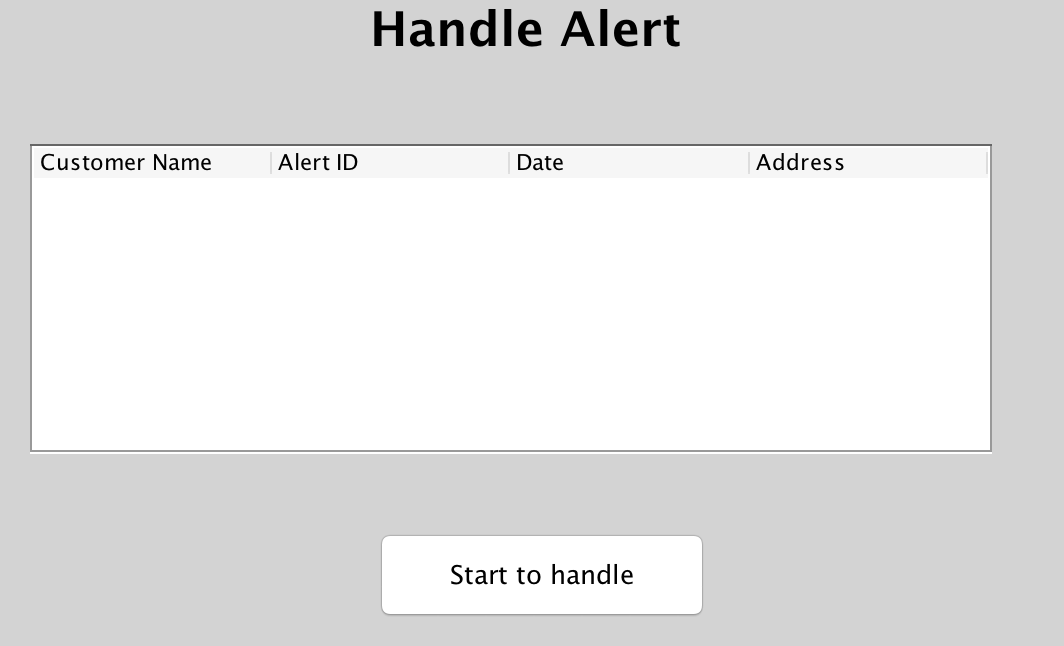 Handle Alert
Customer Name Alert ID Date Address
Start to handle